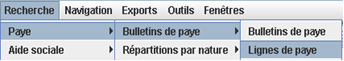 Recherche Navigation Exports Outils Fenêtres
Paye Bulletins de paye Bulletins de paye
Aide sociale Répartitions par nature Lignes de paye